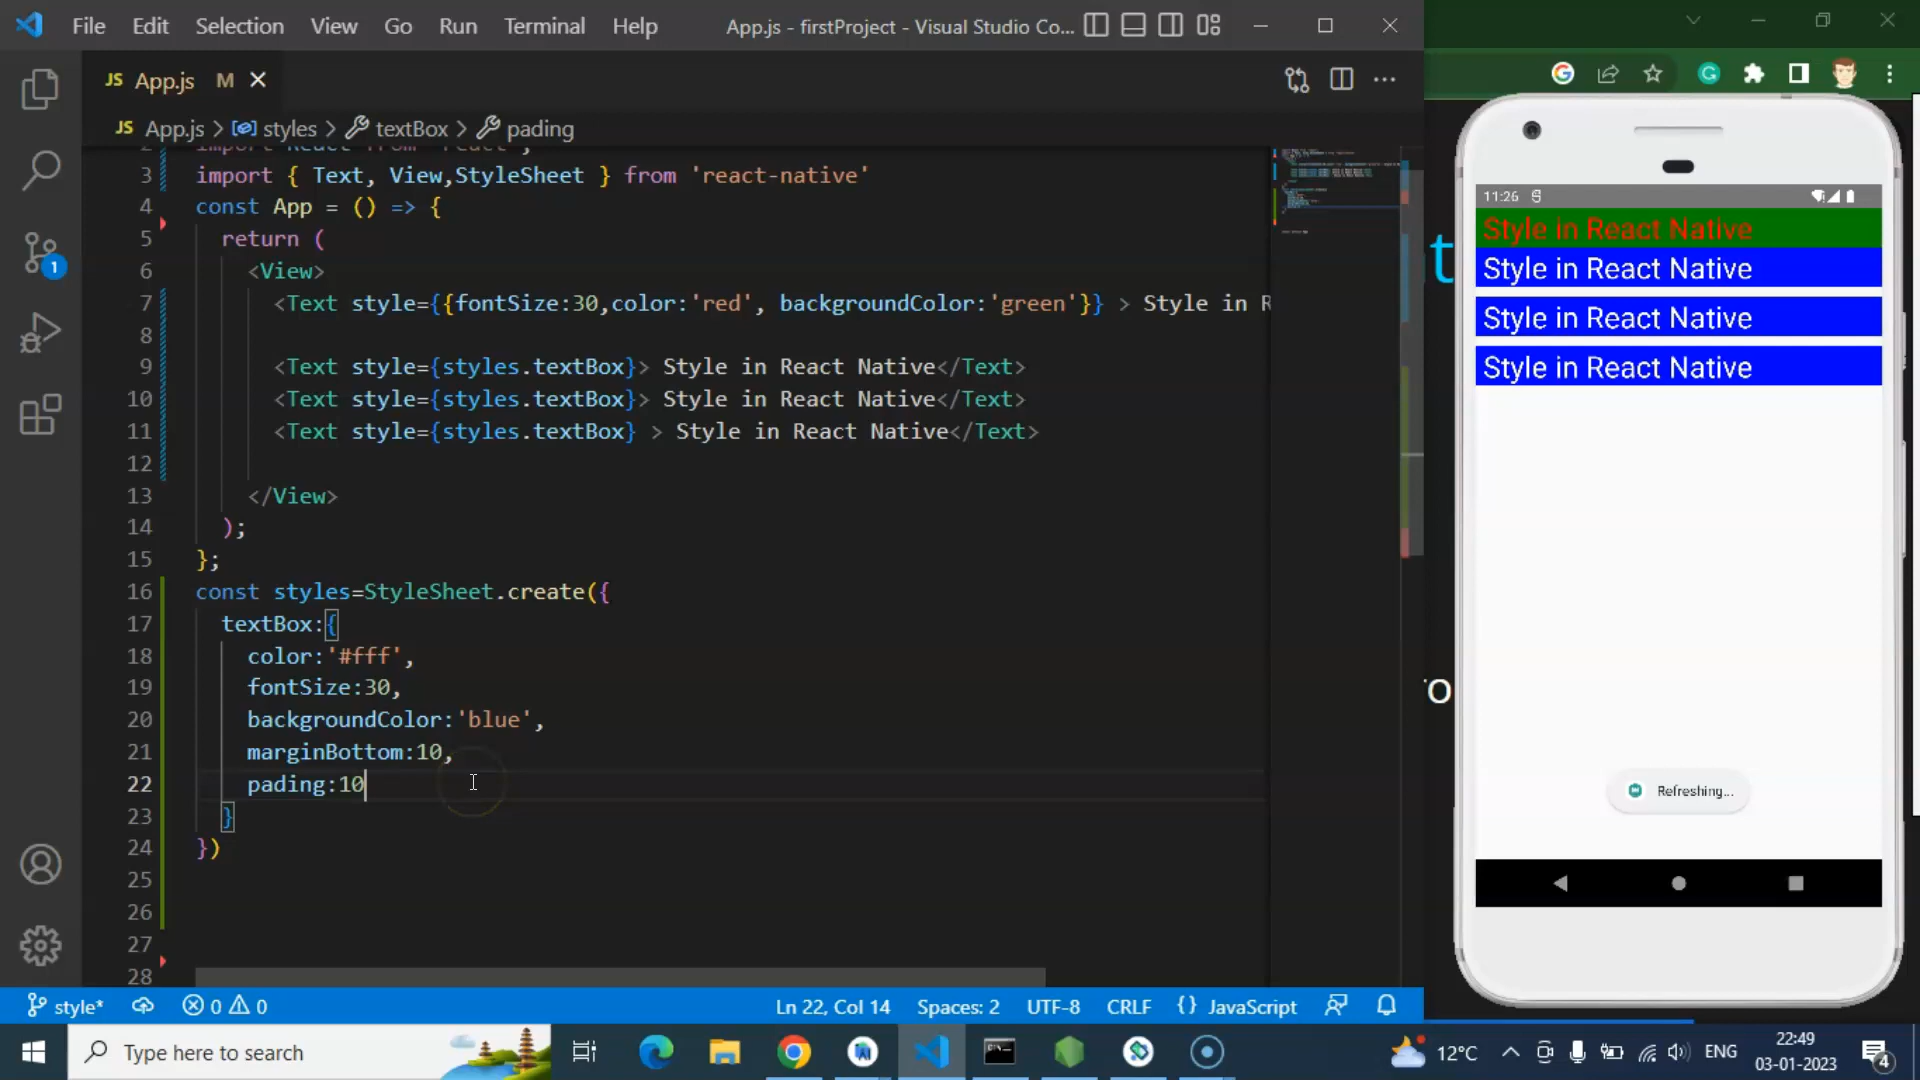 File Edit Selection View Go Run Terminal Help App.js - firstProject - Visual Studio Co...
JS App.js M
JS App.js > styles > textBox > pading
2 import React from 'react',
3 import { Text, View,StyleSheet } from 'react-native'
4 const App = () => {
5 return (
6 <View>
7 <Text style={{fontSize:30,color:'red', backgroundColor:'green'}} > Style in R
8
9 <Text style={styles.textBox}> Style in React Native</Text>
10 <Text style={styles.textBox}> Style in React Native</Text>
11 <Text style={styles.textBox} > Style in React Native</Text>
12
13 </View>
14 );
15 };
16 const styles=StyleSheet.create({
17 textBox:{
18 color:'#fff',
19 fontSize:30,
20 backgroundColor:'blue',
21 marginBottom:10,
22 pading:10
23 }
24 })
25
26
27
28
style* 0 0 Ln 22, Col 14 Spaces: 2 UTF-8 CRLF {} JavaScript
11:26
Style in React Native
Style in React Native
Style in React Native
Style in React Native
Refreshing...
t
ro
1
Type here to search
12°C ENG 22:49
03-01-2023
4